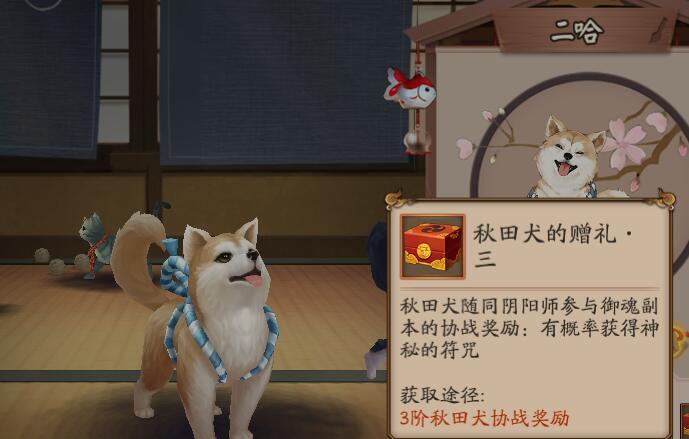 二哈
秋田犬的赠礼·
三
秋田犬随同阴阳师参与御魂副
本的协战奖励：有概率获得神
秘的符咒
获取途径:
3阶秋田犬协战奖励